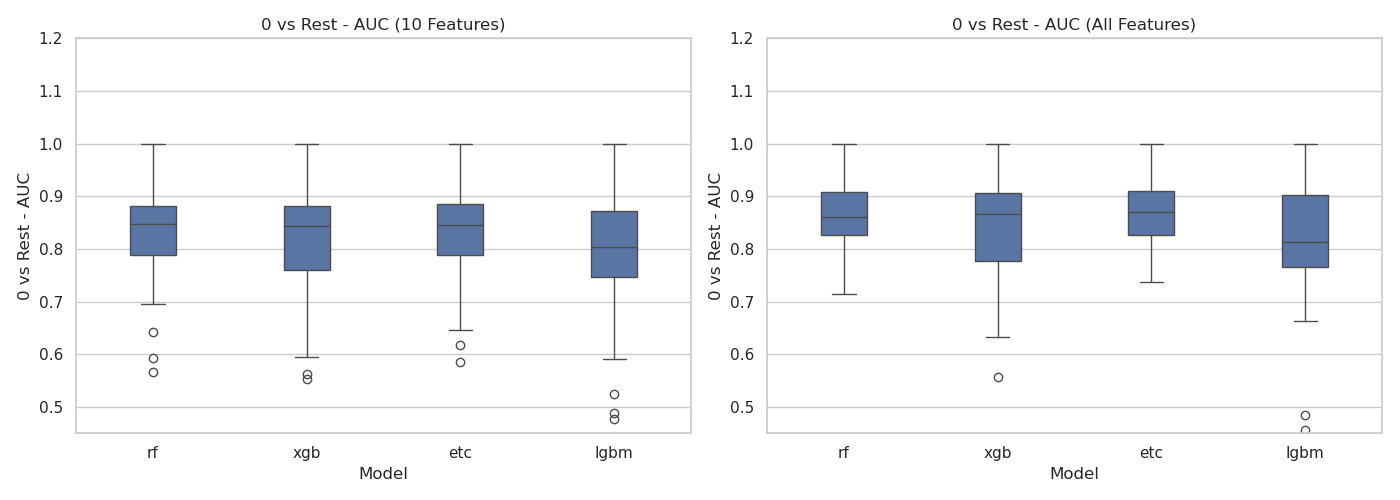 0 vs Rest - AUC (10 Features)
1.2
1.1
1.0
0.9
0.8
0.7
0.6
0.5
0 vs Rest - AUC
rf xgb etc lgbm
Model
0 vs Rest - AUC (All Features)
1.2
1.1
1.0
0.9
0.8
0.7
0.6
0.5
0 vs Rest - AUC
rf xgb etc lgbm
Model